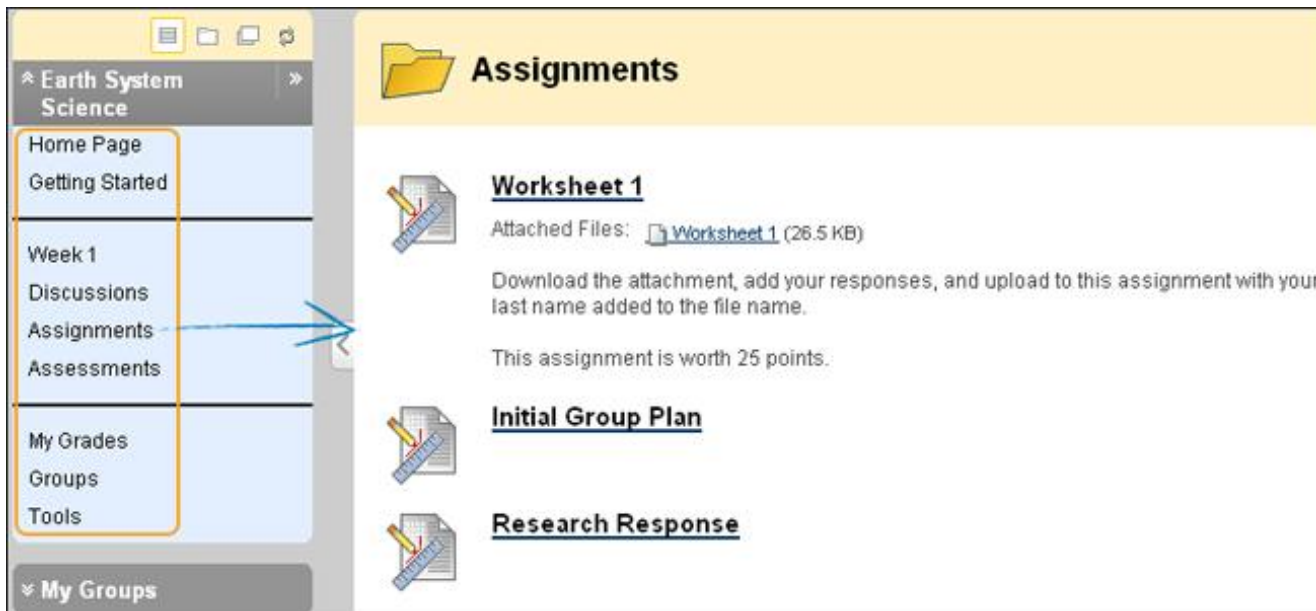 Earth System
Science
Home Page
Getting Started
Week 1
Discussions
Assignments
Assessments
My Grades
Groups
Tools
My Groups
Assignments
Worksheet 1
Attached Files: Worksheet 1 (26.5 KB)
Download the attachment, add your responses, and upload to this assignment with your
last name added to the file name.
This assignment is worth 25 points.
Initial Group Plan
Research Response